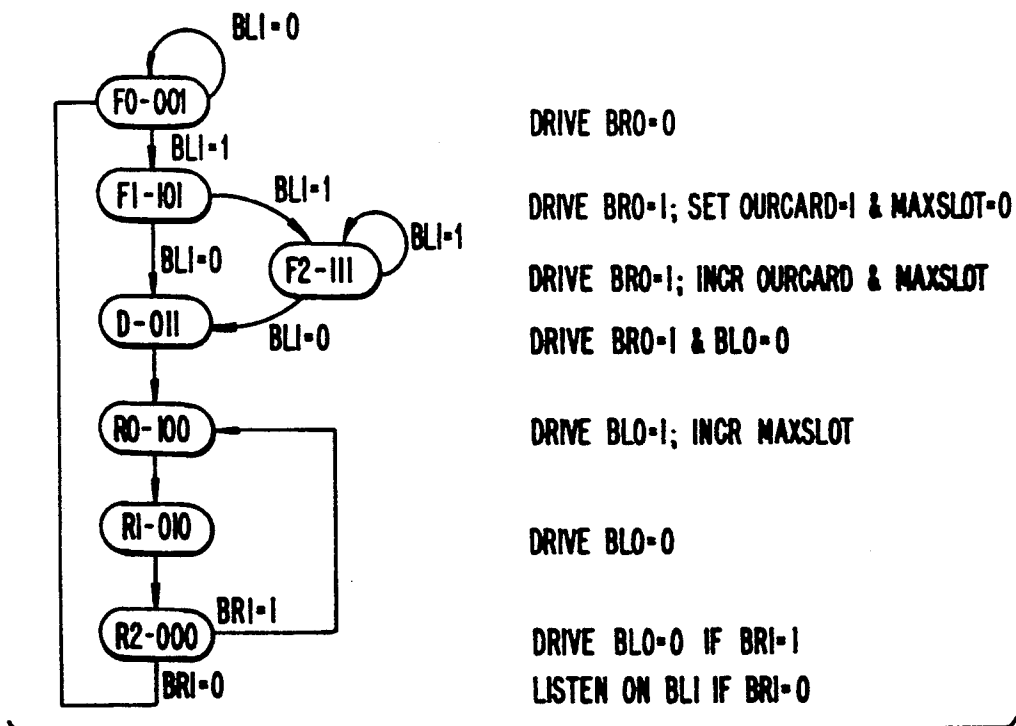 BLI=0
F0-001
DRIVE BRO=0
BLI=1
F1-101
BLI=1
DRIVE BRO=1; SET OURCARD=1 & MAXSLOT=0
BLI=0
BLI=1
F2-111
DRIVE BRO=1; INCR OURCARD & MAXSLOT
D-011
BLI=0
DRIVE BRO=1 & BLO=0
R0-100
DRIVE BLO=1; INCR MAXSLOT
R1-010
DRIVE BLO=0
BRI=1
R2-000
DRIVE BLO=0 IF BRI=1
BRI=0
LISTEN ON BLI IF BRI=0